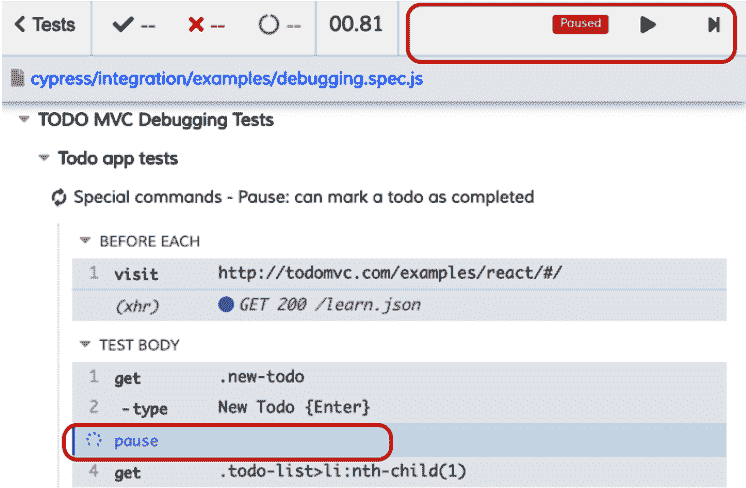 Tests -- -- -- 00.81 Paused
cypress/integration/examples/debugging.spec.js
TODO MVC Debugging Tests
Todo app tests
Special commands - Pause: can mark a todo as completed
BEFORE EACH
1 visit http://todomvc.com/examples/react/#/
(xhr) GET 200 /learn.json
TEST BODY
1 get .new-todo
2 -type New Todo {Enter}
pause
4 get .todo-list>li:nth-child(1)